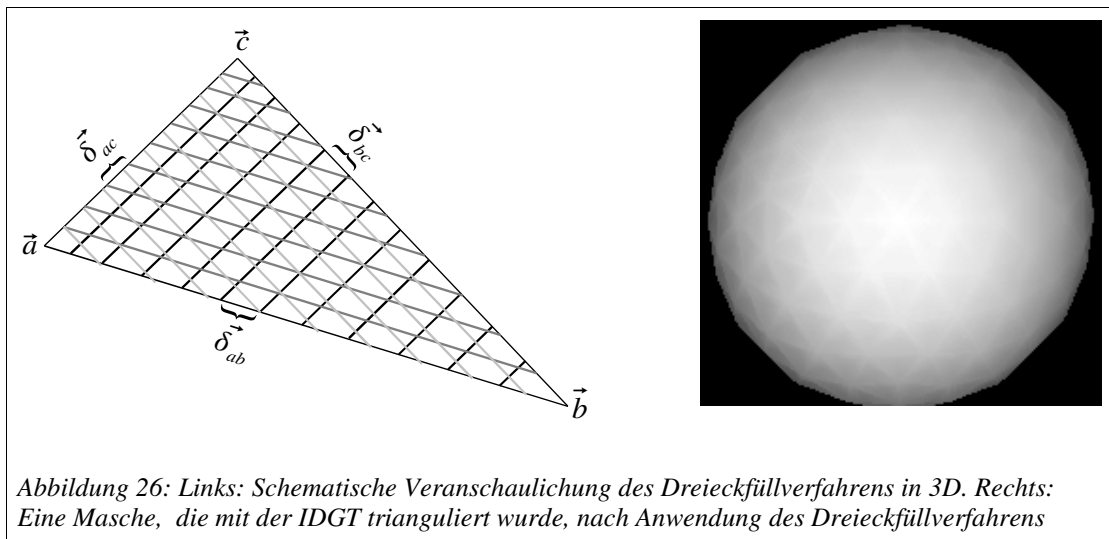 c⃗
δ⃗ac
δ⃗bc
a⃗
δ⃗ab
b⃗
Abbildung 26: Links: Schematische Veranschaulichung des Dreieckfüllverfahrens in 3D. Rechts:
Eine Masche, die mit der IDGT trianguliert wurde, nach Anwendung des Dreieckfüllverfahrens